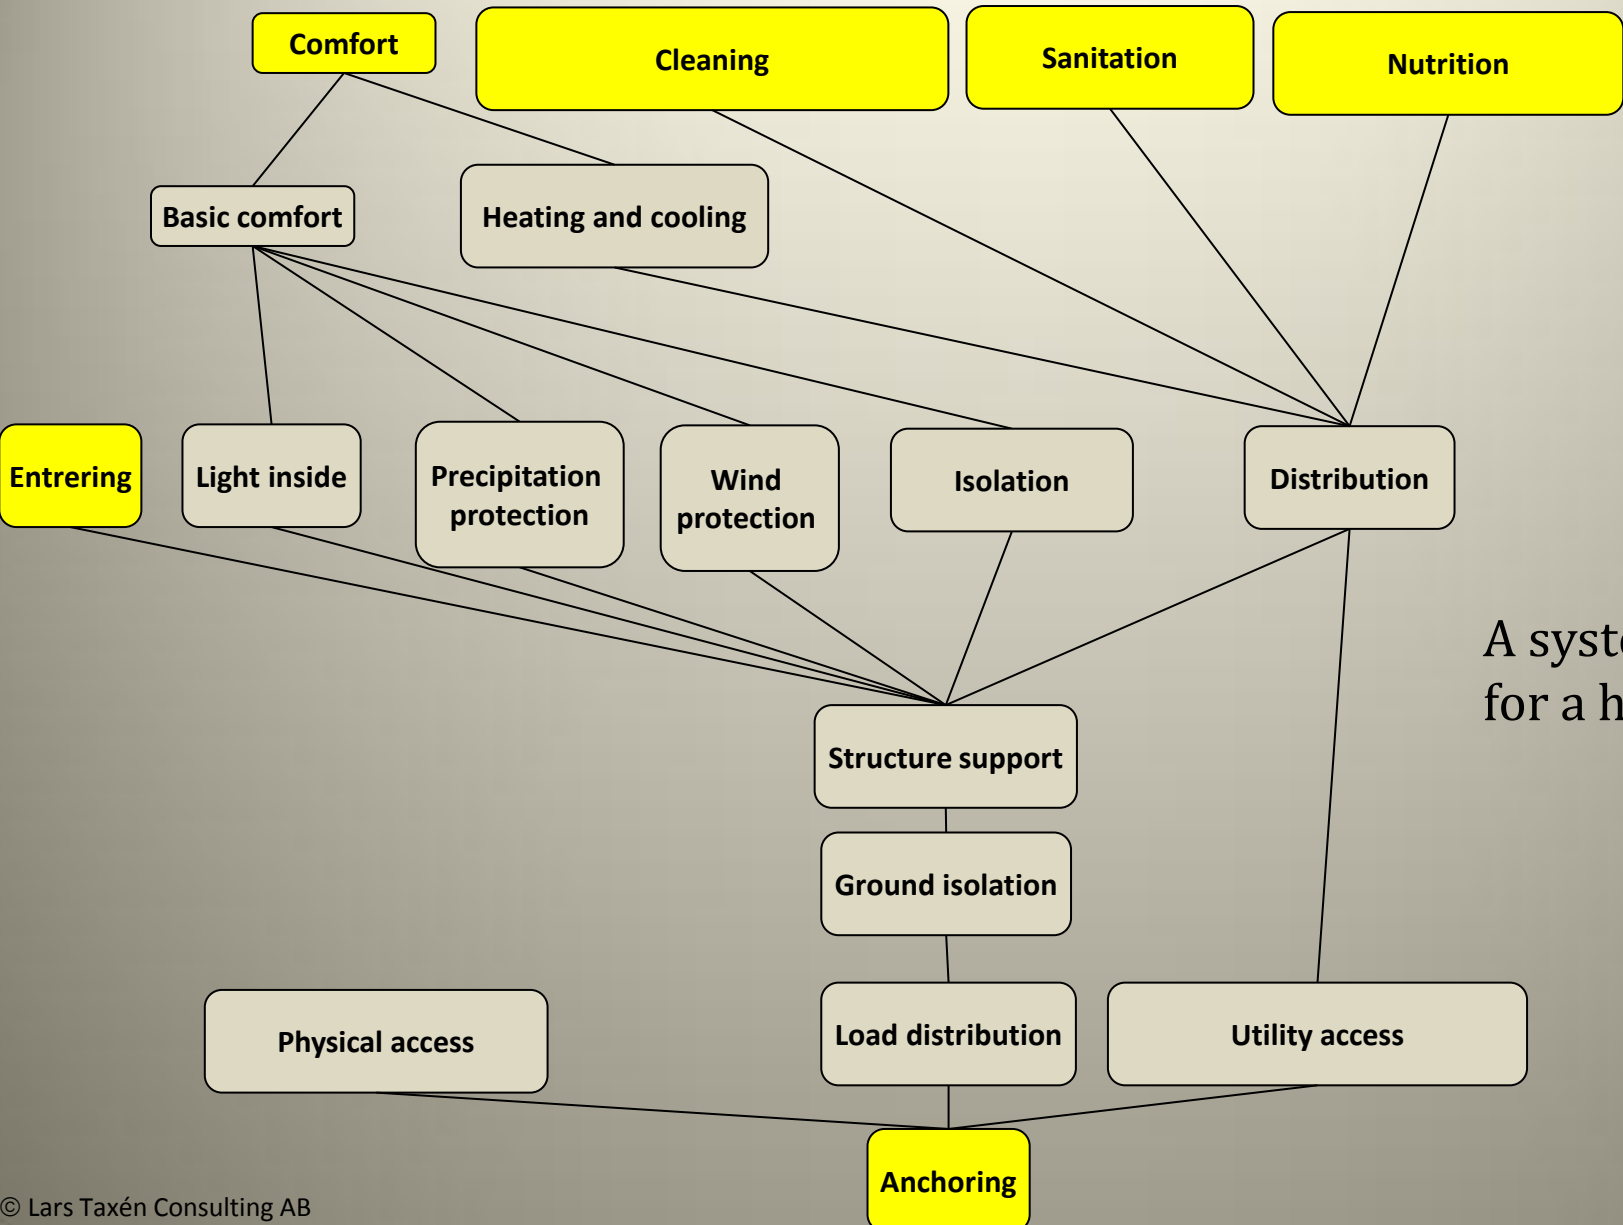 Comfort
Cleaning
Sanitation
Nutrition
Basic comfort
Heating and cooling
Entrering
Light inside
Precipitation
protection
Wind
protection
Isolation
Distribution
A syst
for a h
Structure support
Ground isolation
Physical access
Load distribution
Utility access
Anchoring
© Lars Taxén Consulting AB